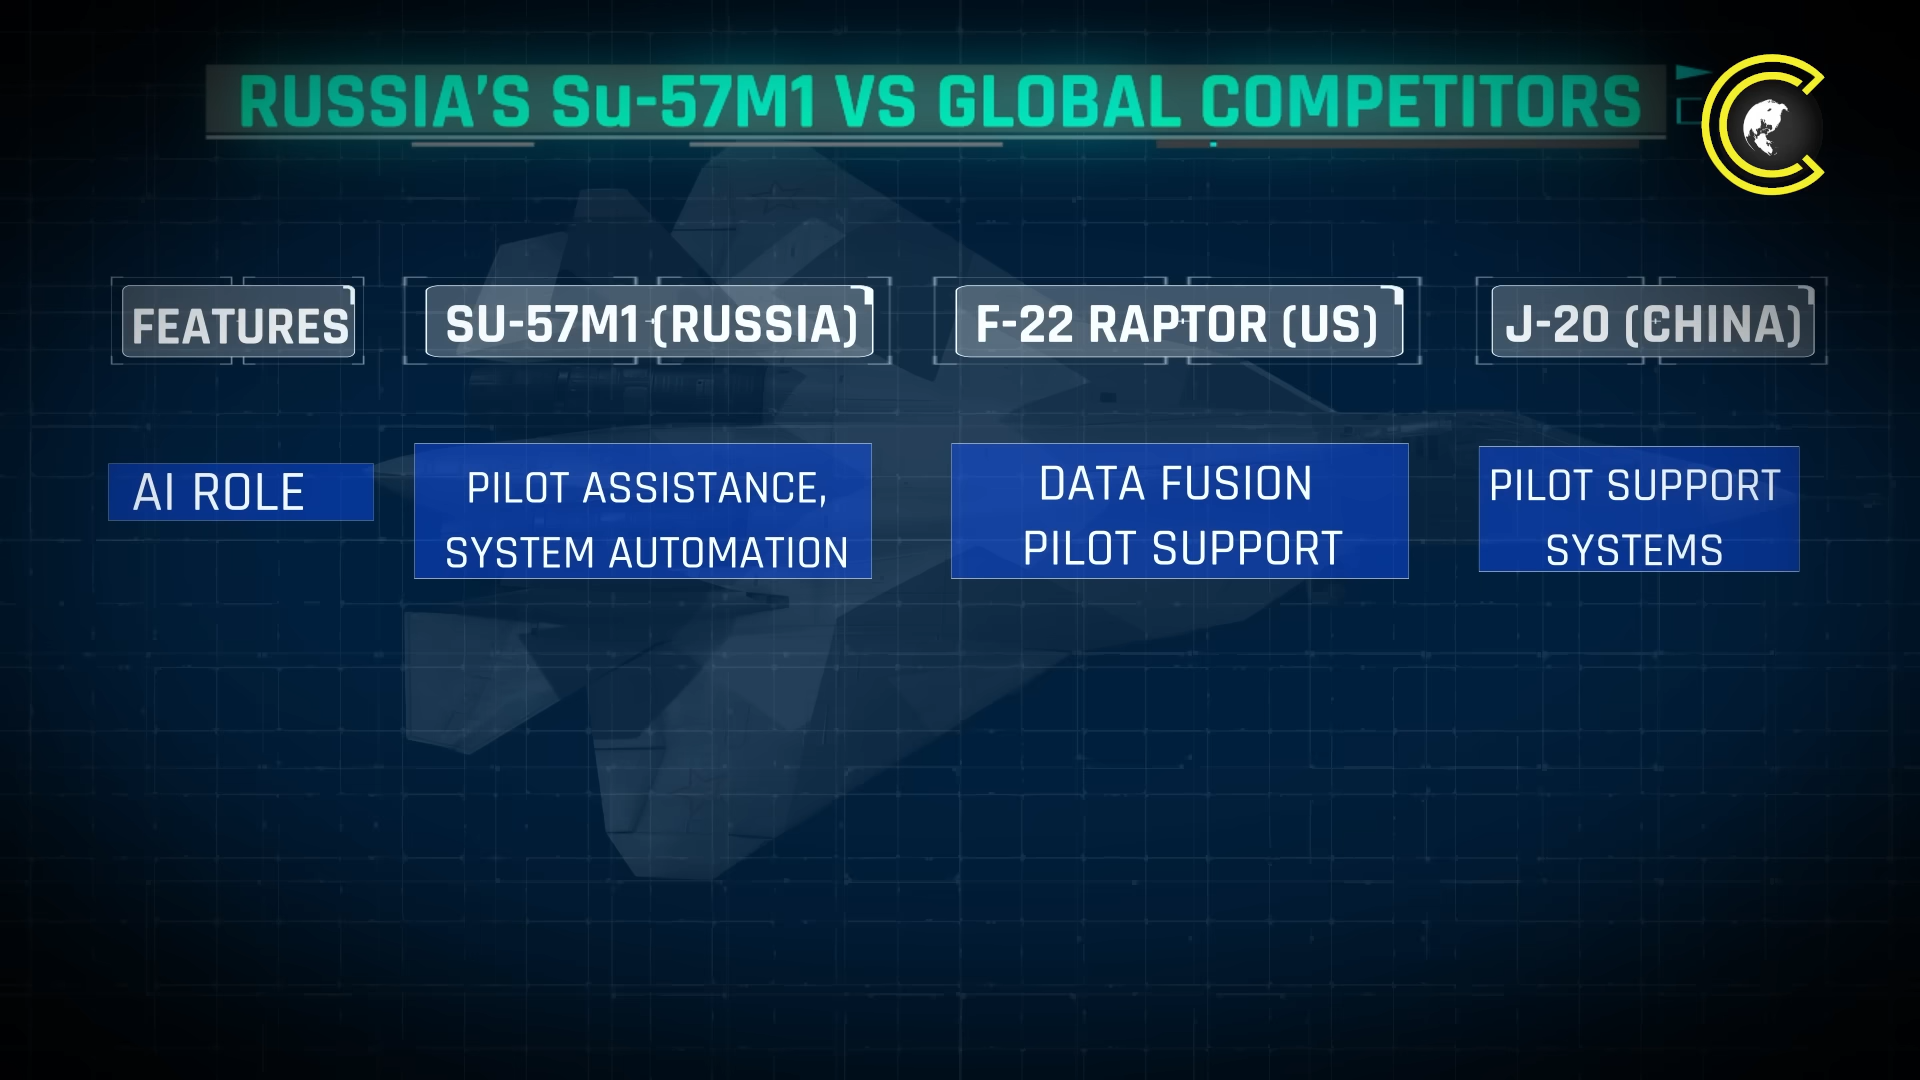 RUSSIA'S Su-57M1 VS GLOBAL COMPETITORS
FEATURES
SU-57M1 (RUSSIA)
F-22 RAPTOR (US)
J-20 (CHINA)
AI ROLE
PILOT ASSISTANCE,
SYSTEM AUTOMATION
DATA FUSION
PILOT SUPPORT
PILOT SUPPORT
SYSTEMS